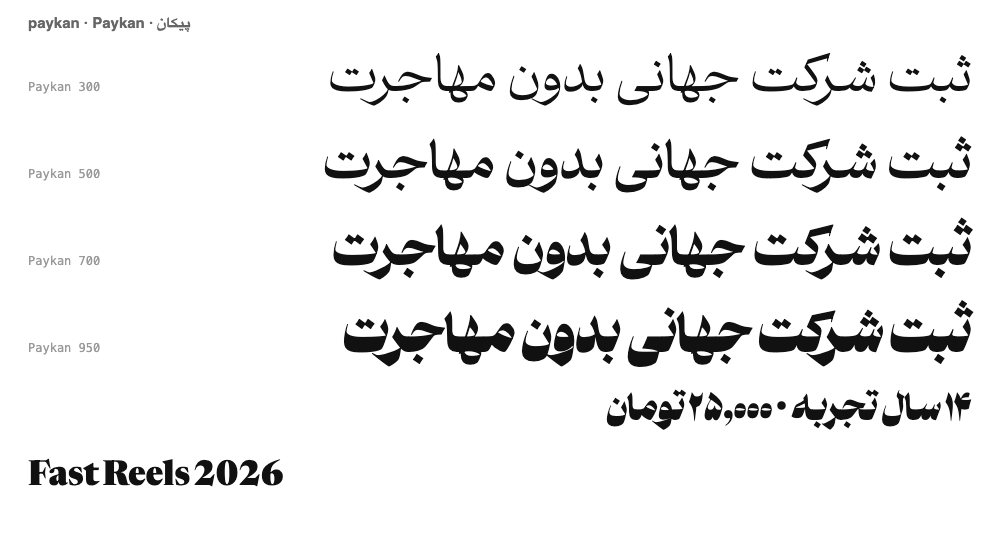 paykan · Paykan · پیکان
Paykan 300
ثبت شرکت جهانی بدون مهاجرت
Paykan 500
ثبت شرکت جهانی بدون مهاجرت
Paykan 700
ثبت شرکت جهانی بدون مهاجرت
Paykan 950
ثبت شرکت جهانی بدون مهاجرت
۱۴ سال تجربه · ۲۵,۰۰۰ تومان
Fast Reels 2026